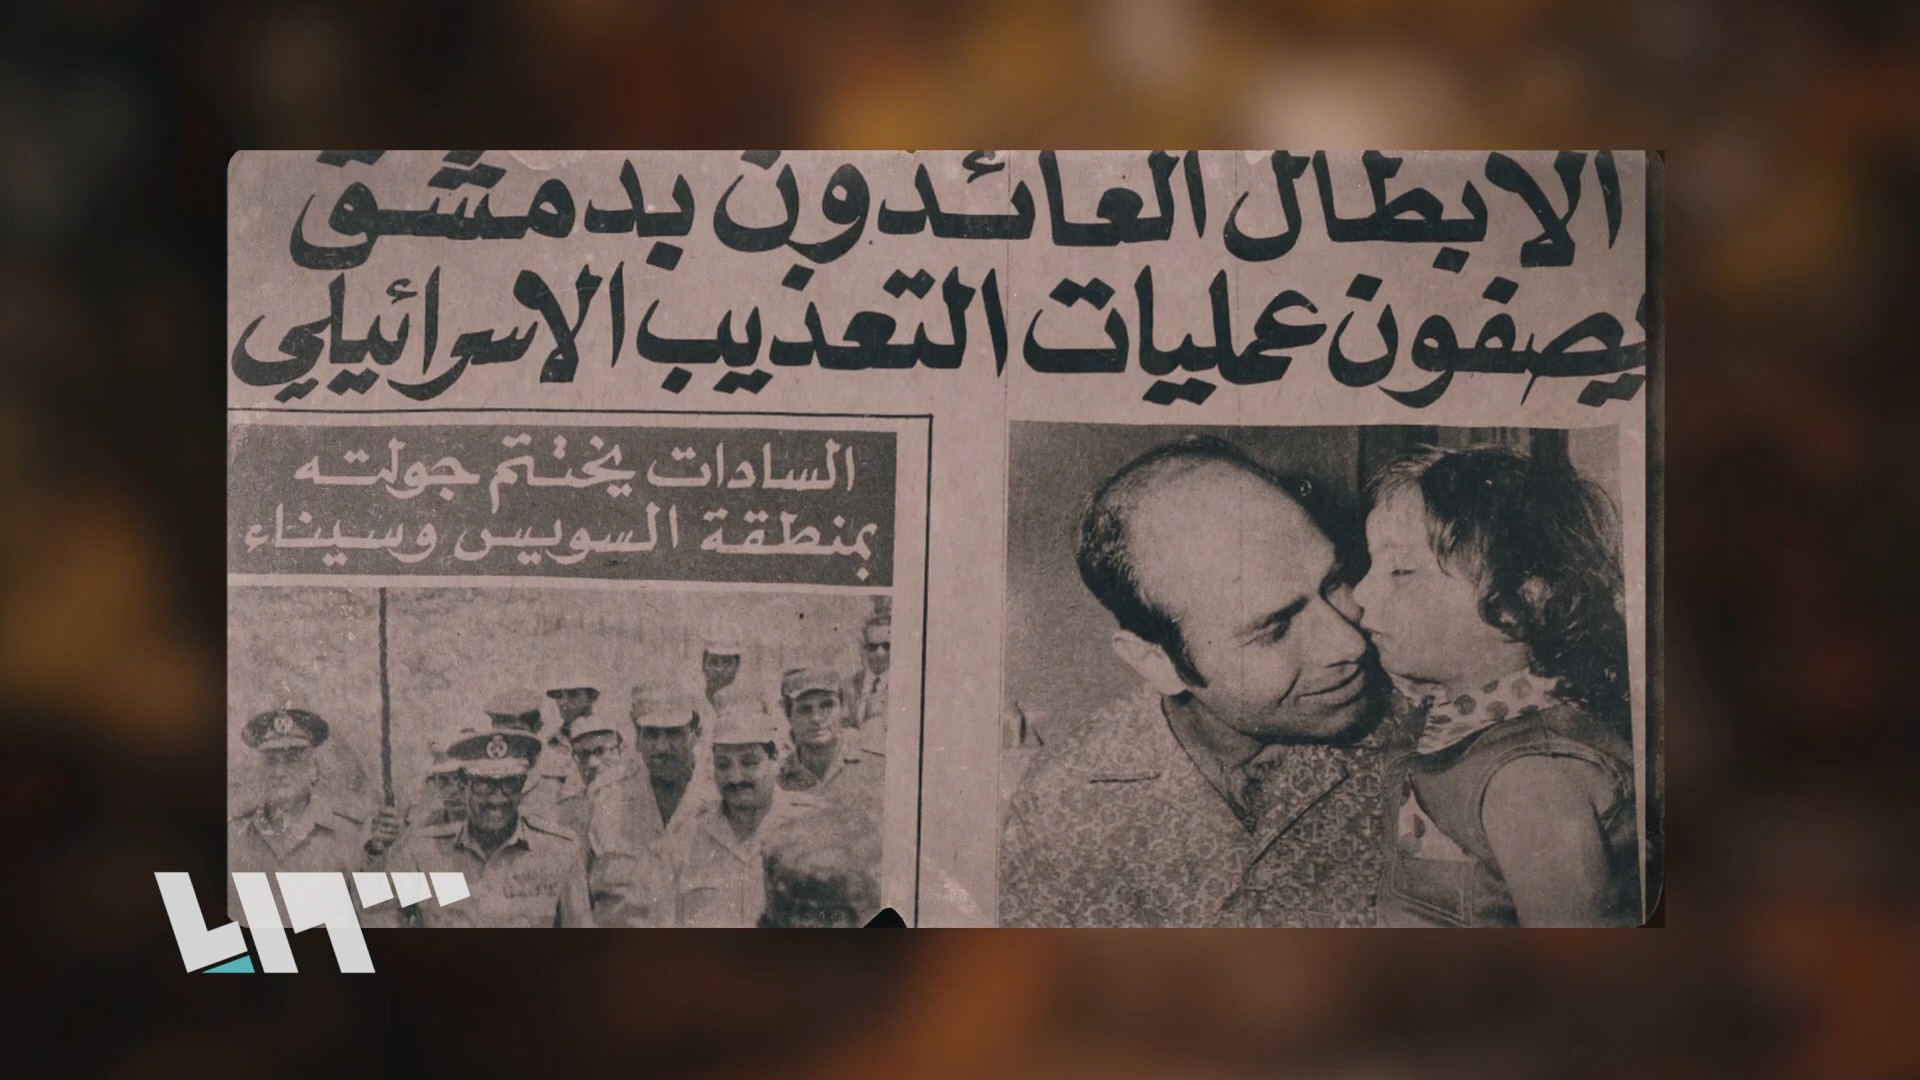 الابطال العائدون بدمشق
يصفون عمليات التعذيب الاسرائيلي
السادات يختتم جولته
بمنطقة السويس وسيناء